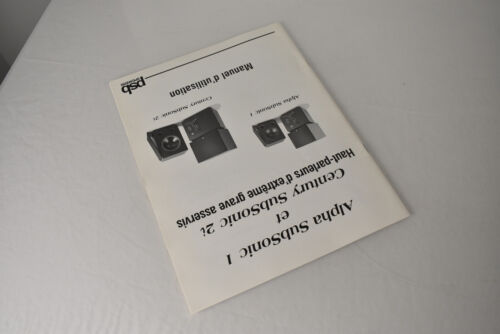 Alpha SubSonic 1
et
Century SubSonic 2i
Haut-parleurs d'extrême grave asservis
Alpha SubSonic 1
Century SubSonic 2i
Manuel d'utilisation
psb